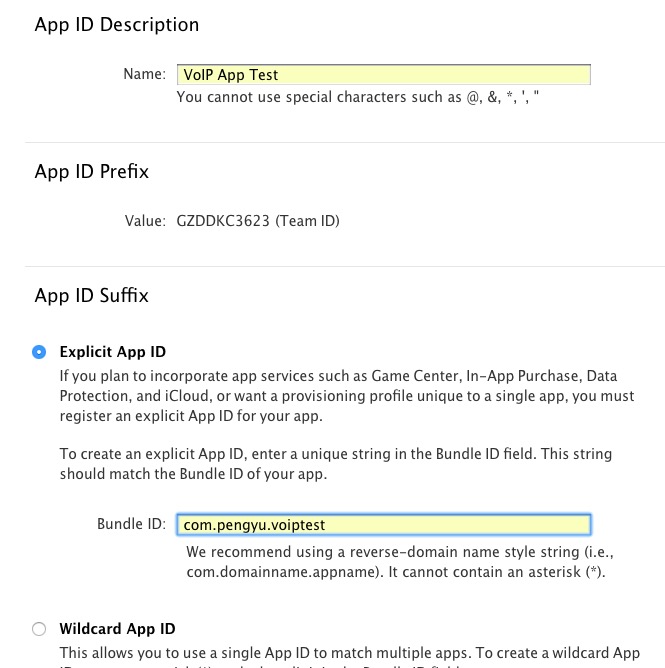 App ID Description
Name: VoIP App Test
You cannot use special characters such as @, &, *, ', "
App ID Prefix
Value: GZDDKC3623 (Team ID)
App ID Suffix
Explicit App ID
If you plan to incorporate app services such as Game Center, In-App Purchase, Data
Protection, and iCloud, or want a provisioning profile unique to a single app, you must
register an explicit App ID for your app.
To create an explicit App ID, enter a unique string in the Bundle ID field. This string
should match the Bundle ID of your app.
Bundle ID: com.pengyu.voiptest
We recommend using a reverse-domain name style string (i.e.,
com.domainname.appname). It cannot contain an asterisk (*).
Wildcard App ID
This allows you to use a single App ID to match multiple apps. To create a wildcard App